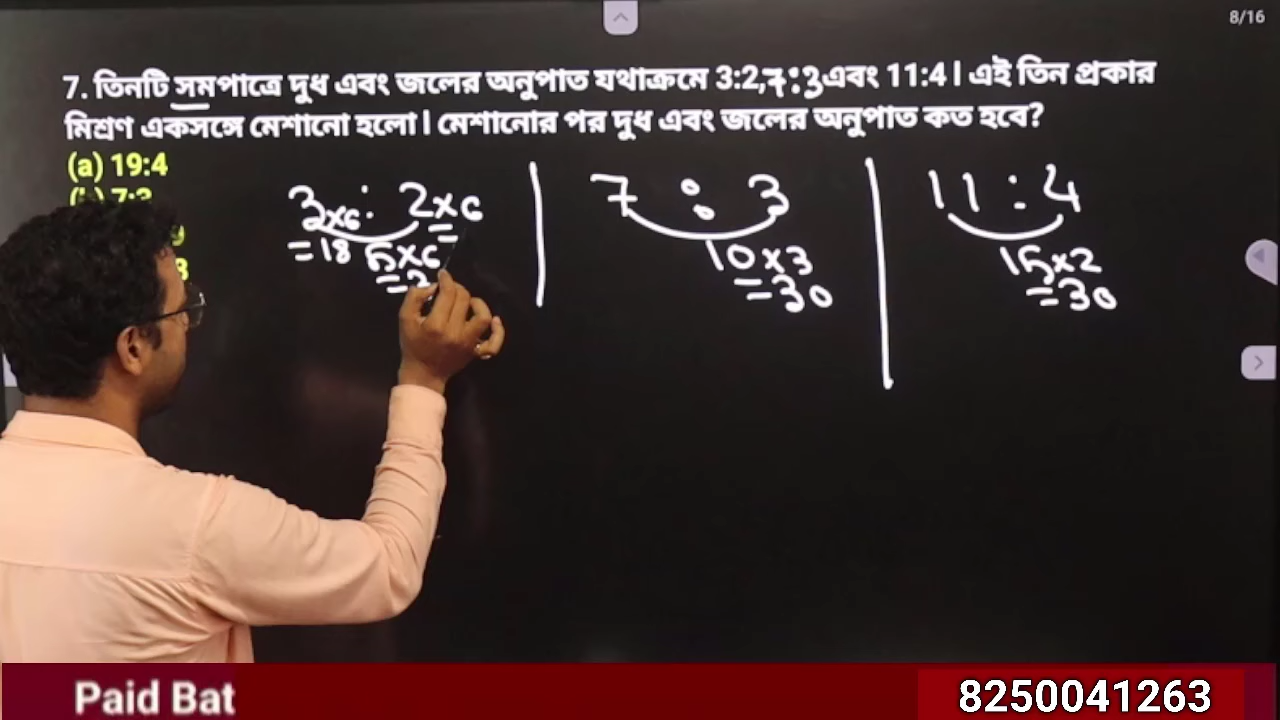 8/16
7. তিনটি সমপাত্রে দুধ এবং জলের অনুপাত যথাক্রমে 3:2,7:3এবং 11:4। এই তিন প্রকার
মিশ্রণ একসঙ্গে মেশানো হলো। মেশানোর পর দুধ এবং জলের অনুপাত কত হবে?
(a) 19:4
3×6 : 2×6
=18 5×6 =
7 : 3
10×3
=30
11 : 4
15×2
=30
Paid Bat
8250041263